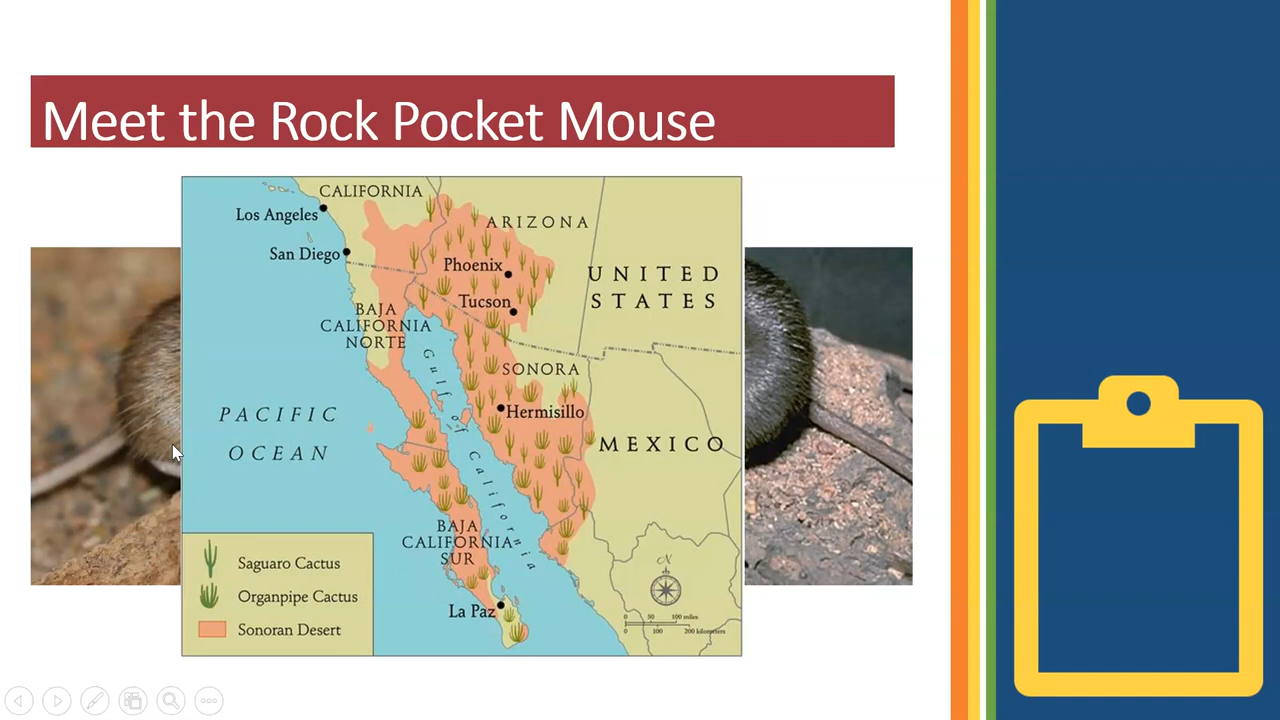 Meet the Rock Pocket Mouse
CALIFORNIA
Los Angeles
ARIZONA
San Diego
Phoenix
UNITED
STATES
Tucson
BAJA
CALIFORNIA
NORTE
SONORA
Gulf of California
Hermisillo
PACIFIC
OCEAN
MEXICO
BAJA
CALIFORNIA
SUR
Saguaro Cactus
Organpipe Cactus
Sonoran Desert
La Paz
N
0 50 100 miles
0 100 200 kilometers